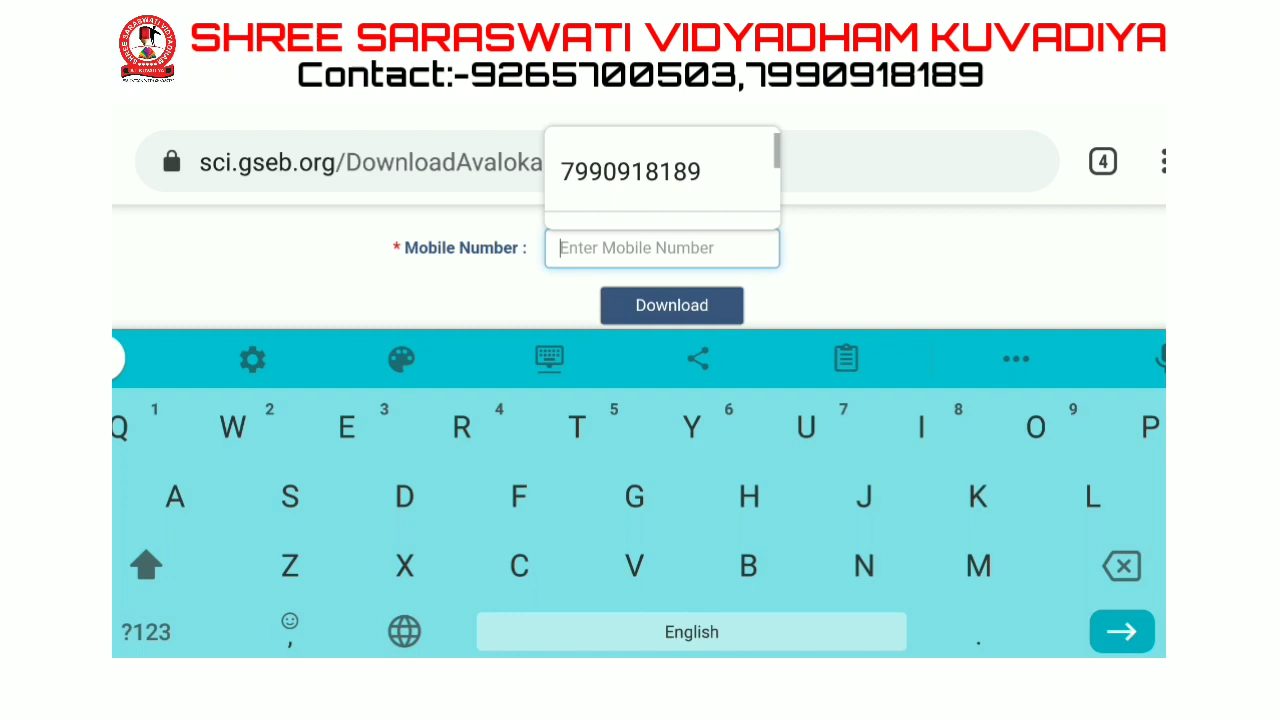 SHREE SARASWATI VIDYADHAM KUVADIYA
Contact:-9265700503,7990918189
sci.gseb.org/DownloadAvaloka
7990918189
4
* Mobile Number :
Enter Mobile Number
Download
Q 1 W 2 E 3 R 4 T 5 Y 6 U 7 I 8 O 9 P
A S D F G H J K L
Z X C V B N M
?123 , English .